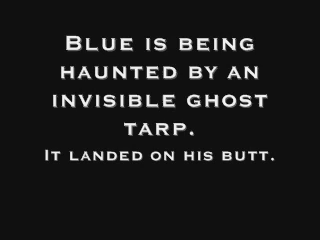 Blue is being
haunted by an
invisible ghost
tarp.
It landed on his butt.